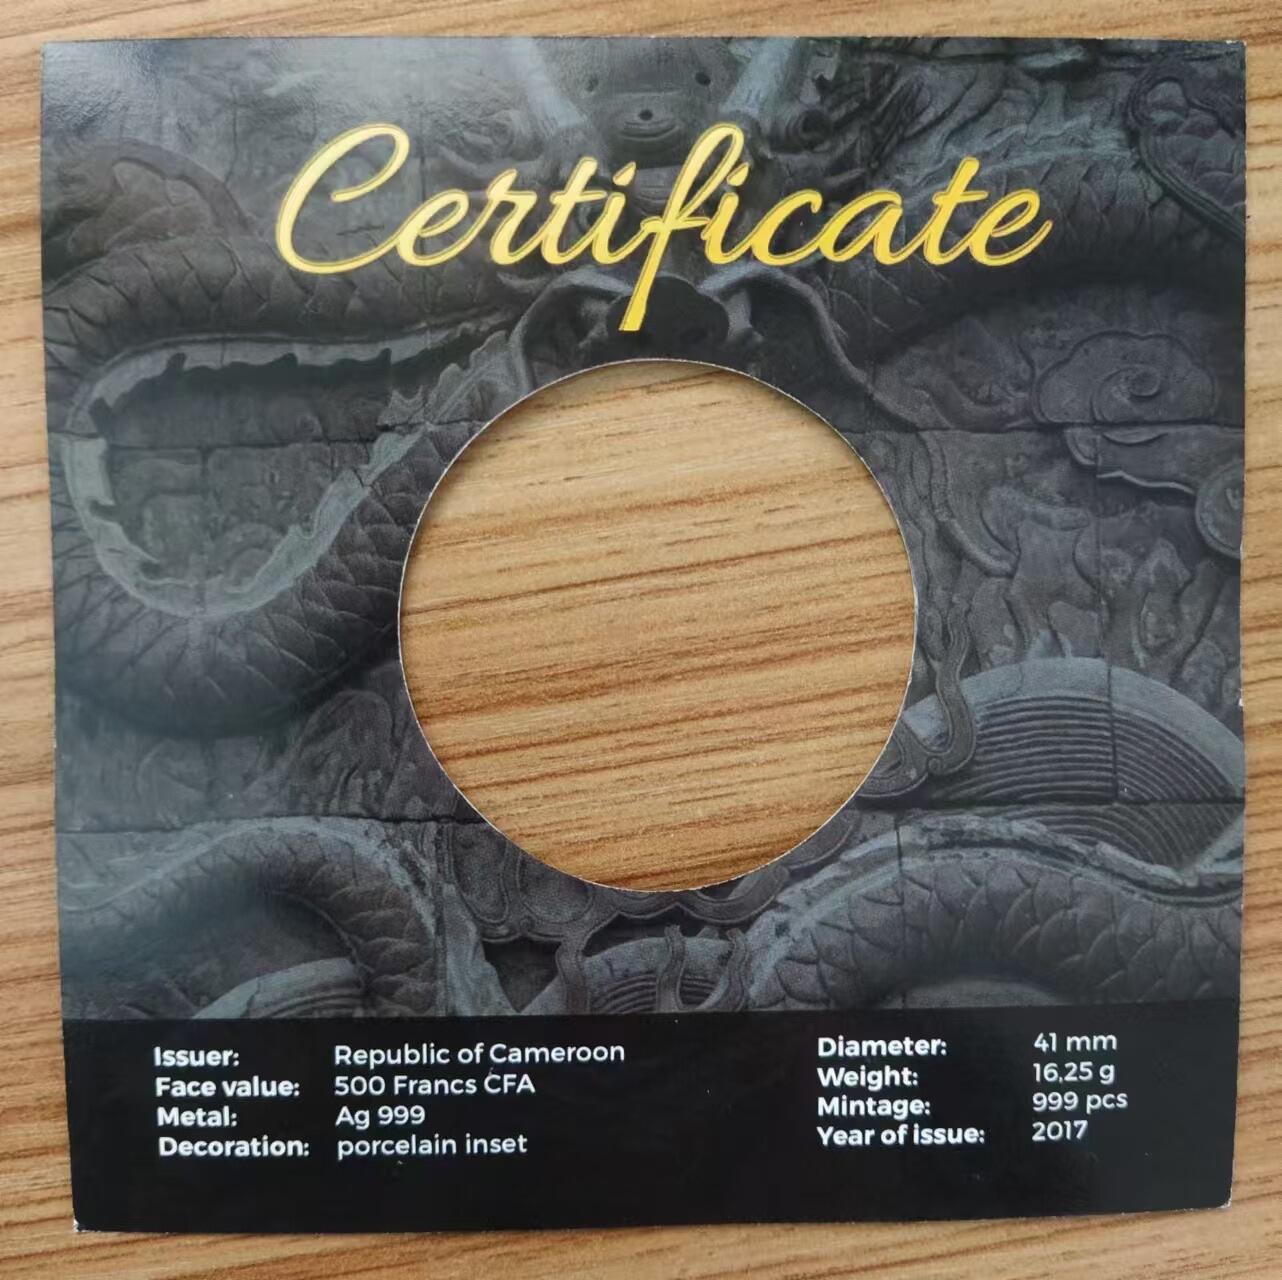 Certificate
Issuer: Republic of Cameroon
Face value: 500 Francs CFA
Metal: Ag 999
Decoration: porcelain inset
Diameter: 41 mm
Weight: 16,25 g
Mintage: 999 pcs
Year of issue: 2017